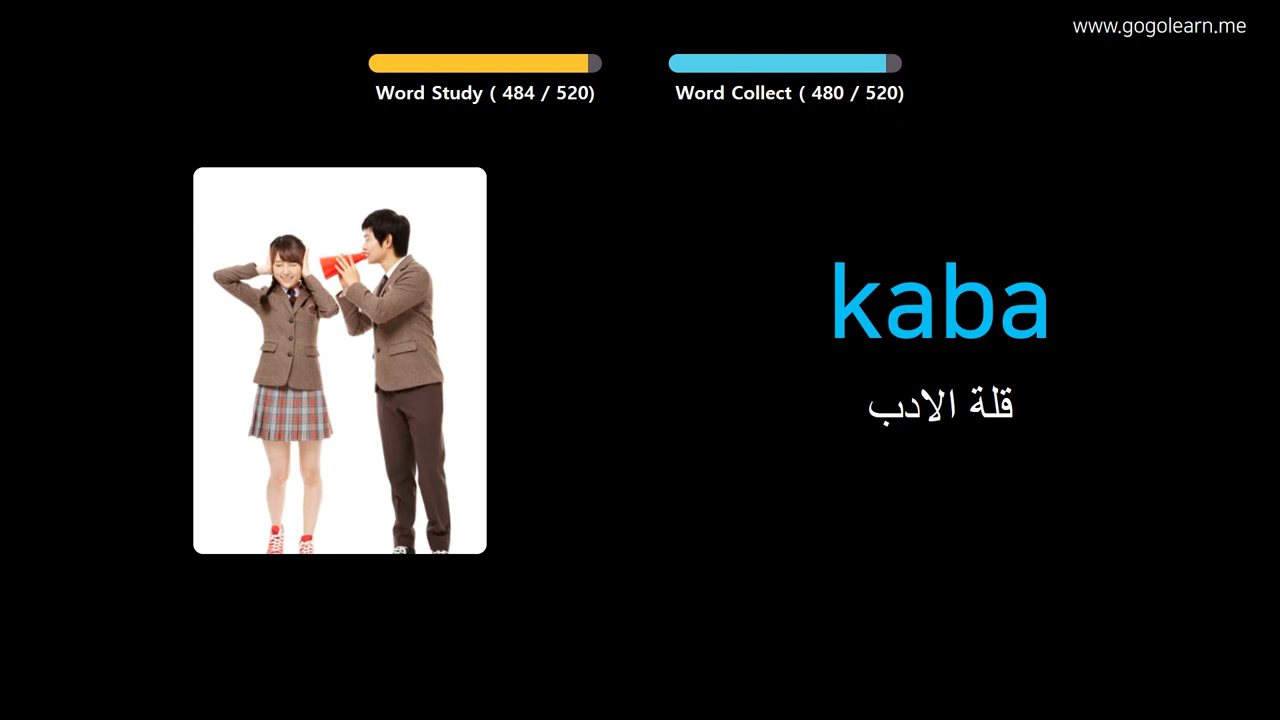 www.gogolearn.me
Word Study ( 484 / 520)
Word Collect ( 480 / 520)
kaba
قلة الادب